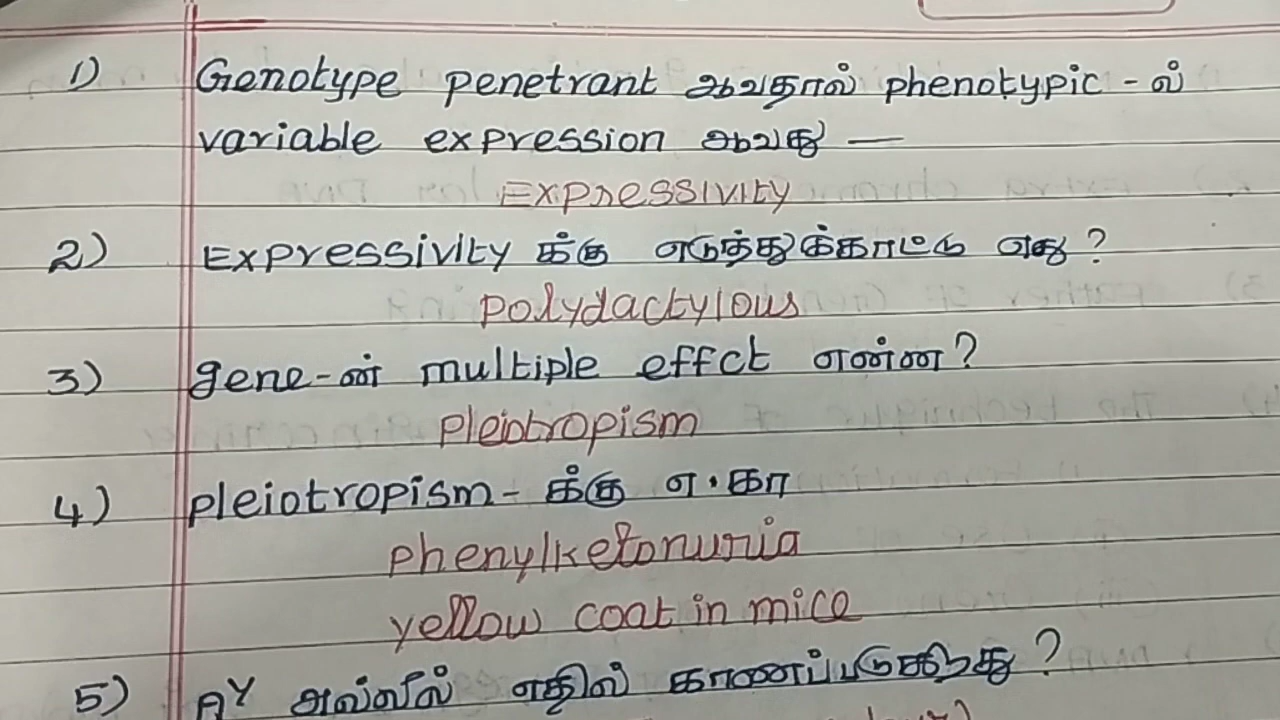 1) Genotype penetrant ஆவதால் phenotypic - ல்
variable expression ஆவது —
Expressivity
2) Expressivity க்கு எடுத்துக்காட்டு எது?
polydactylous
3) gene-ன் multiple effct என்ன?
pleiotropism
4) pleiotropism- க்கு எ.கா
phenylketonuria
yellow coat in mice
5) A^Y அல்லீல் எதில் காணப்படுகிறது?